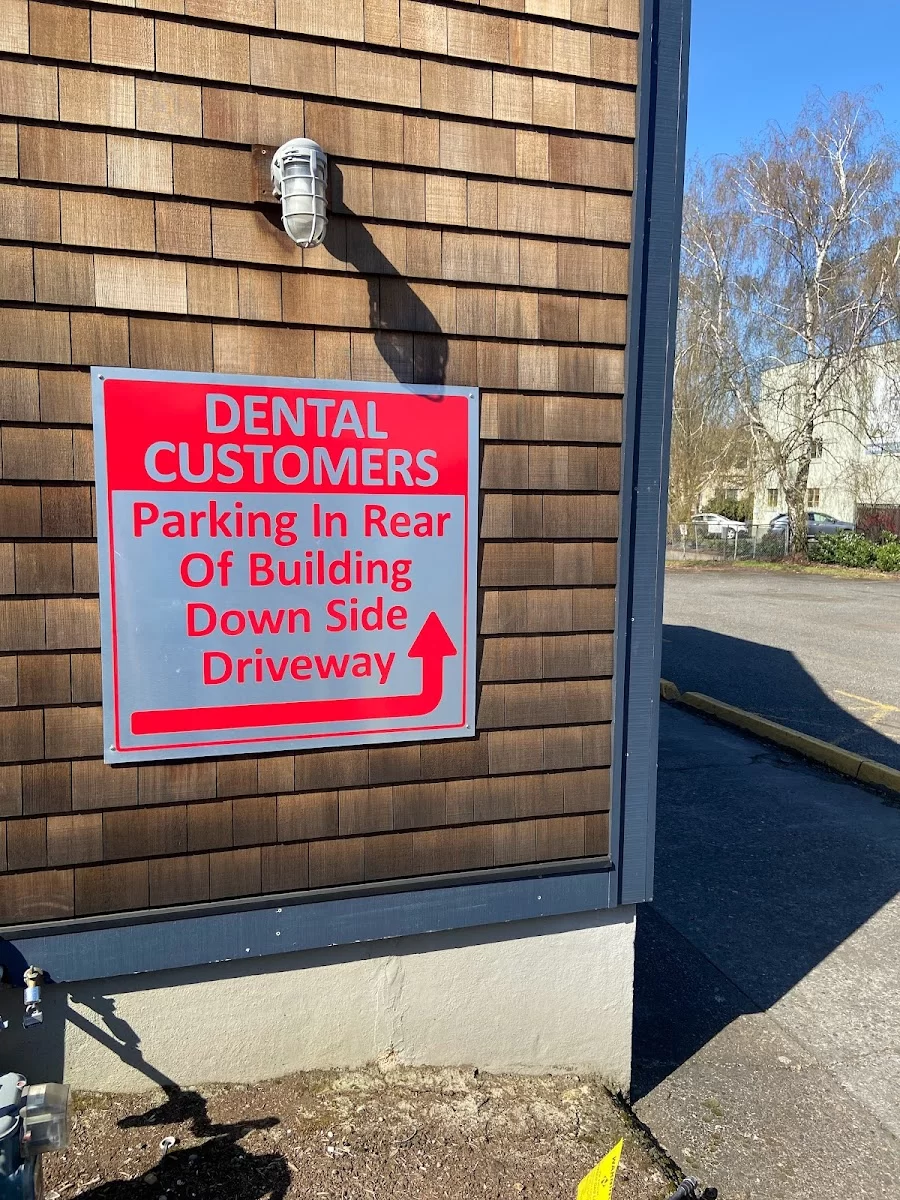 DENTAL
CUSTOMERS
Parking In Rear
Of Building
Down Side
Driveway